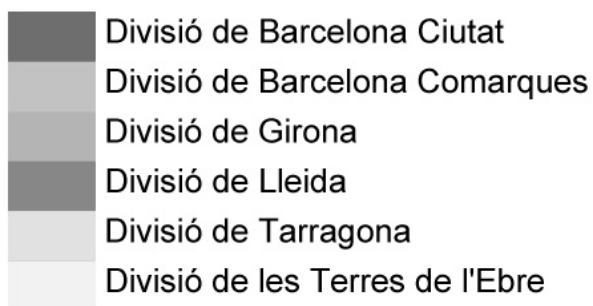 Divisió de Barcelona Ciutat
Divisió de Barcelona Comarques
Divisió de Girona
Divisió de Lleida
Divisió de Tarragona
Divisió de les Terres de l'Ebre